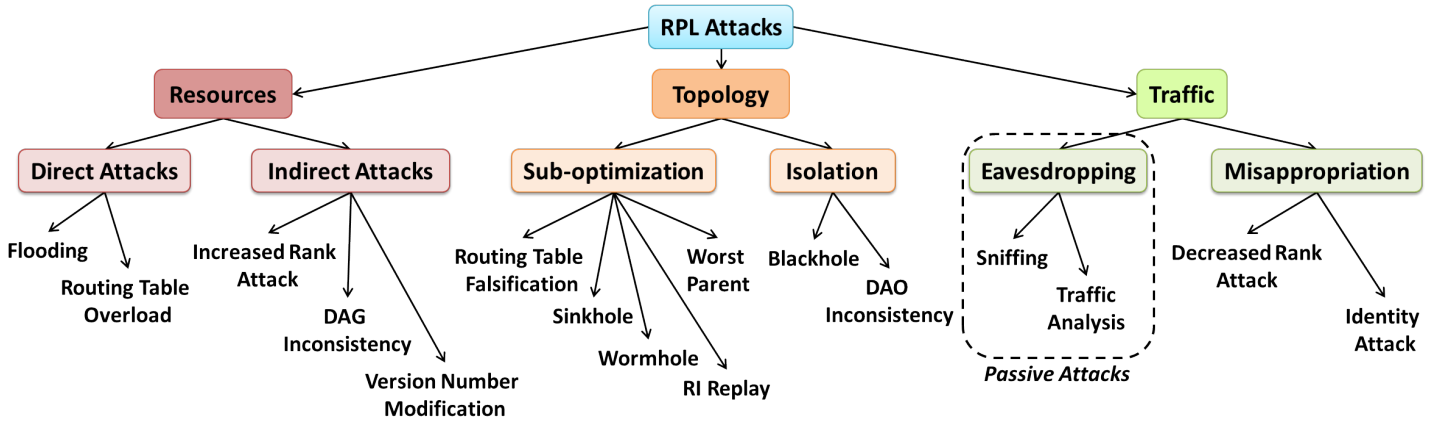 RPL Attacks
Resources
Topology
Traffic
Direct Attacks
Indirect Attacks
Sub-optimization
Isolation
Eavesdropping
Misappropriation
Flooding
Routing Table
Overload
Increased Rank
Attack
DAG
Inconsistency
Version Number
Modification
Routing Table
Falsification
Sinkhole
Wormhole
RI Replay
Worst
Parent
Blackhole
DAO
Inconsistency
Sniffing
Traffic
Analysis
Passive Attacks
Decreased Rank
Attack
Identity
Attack